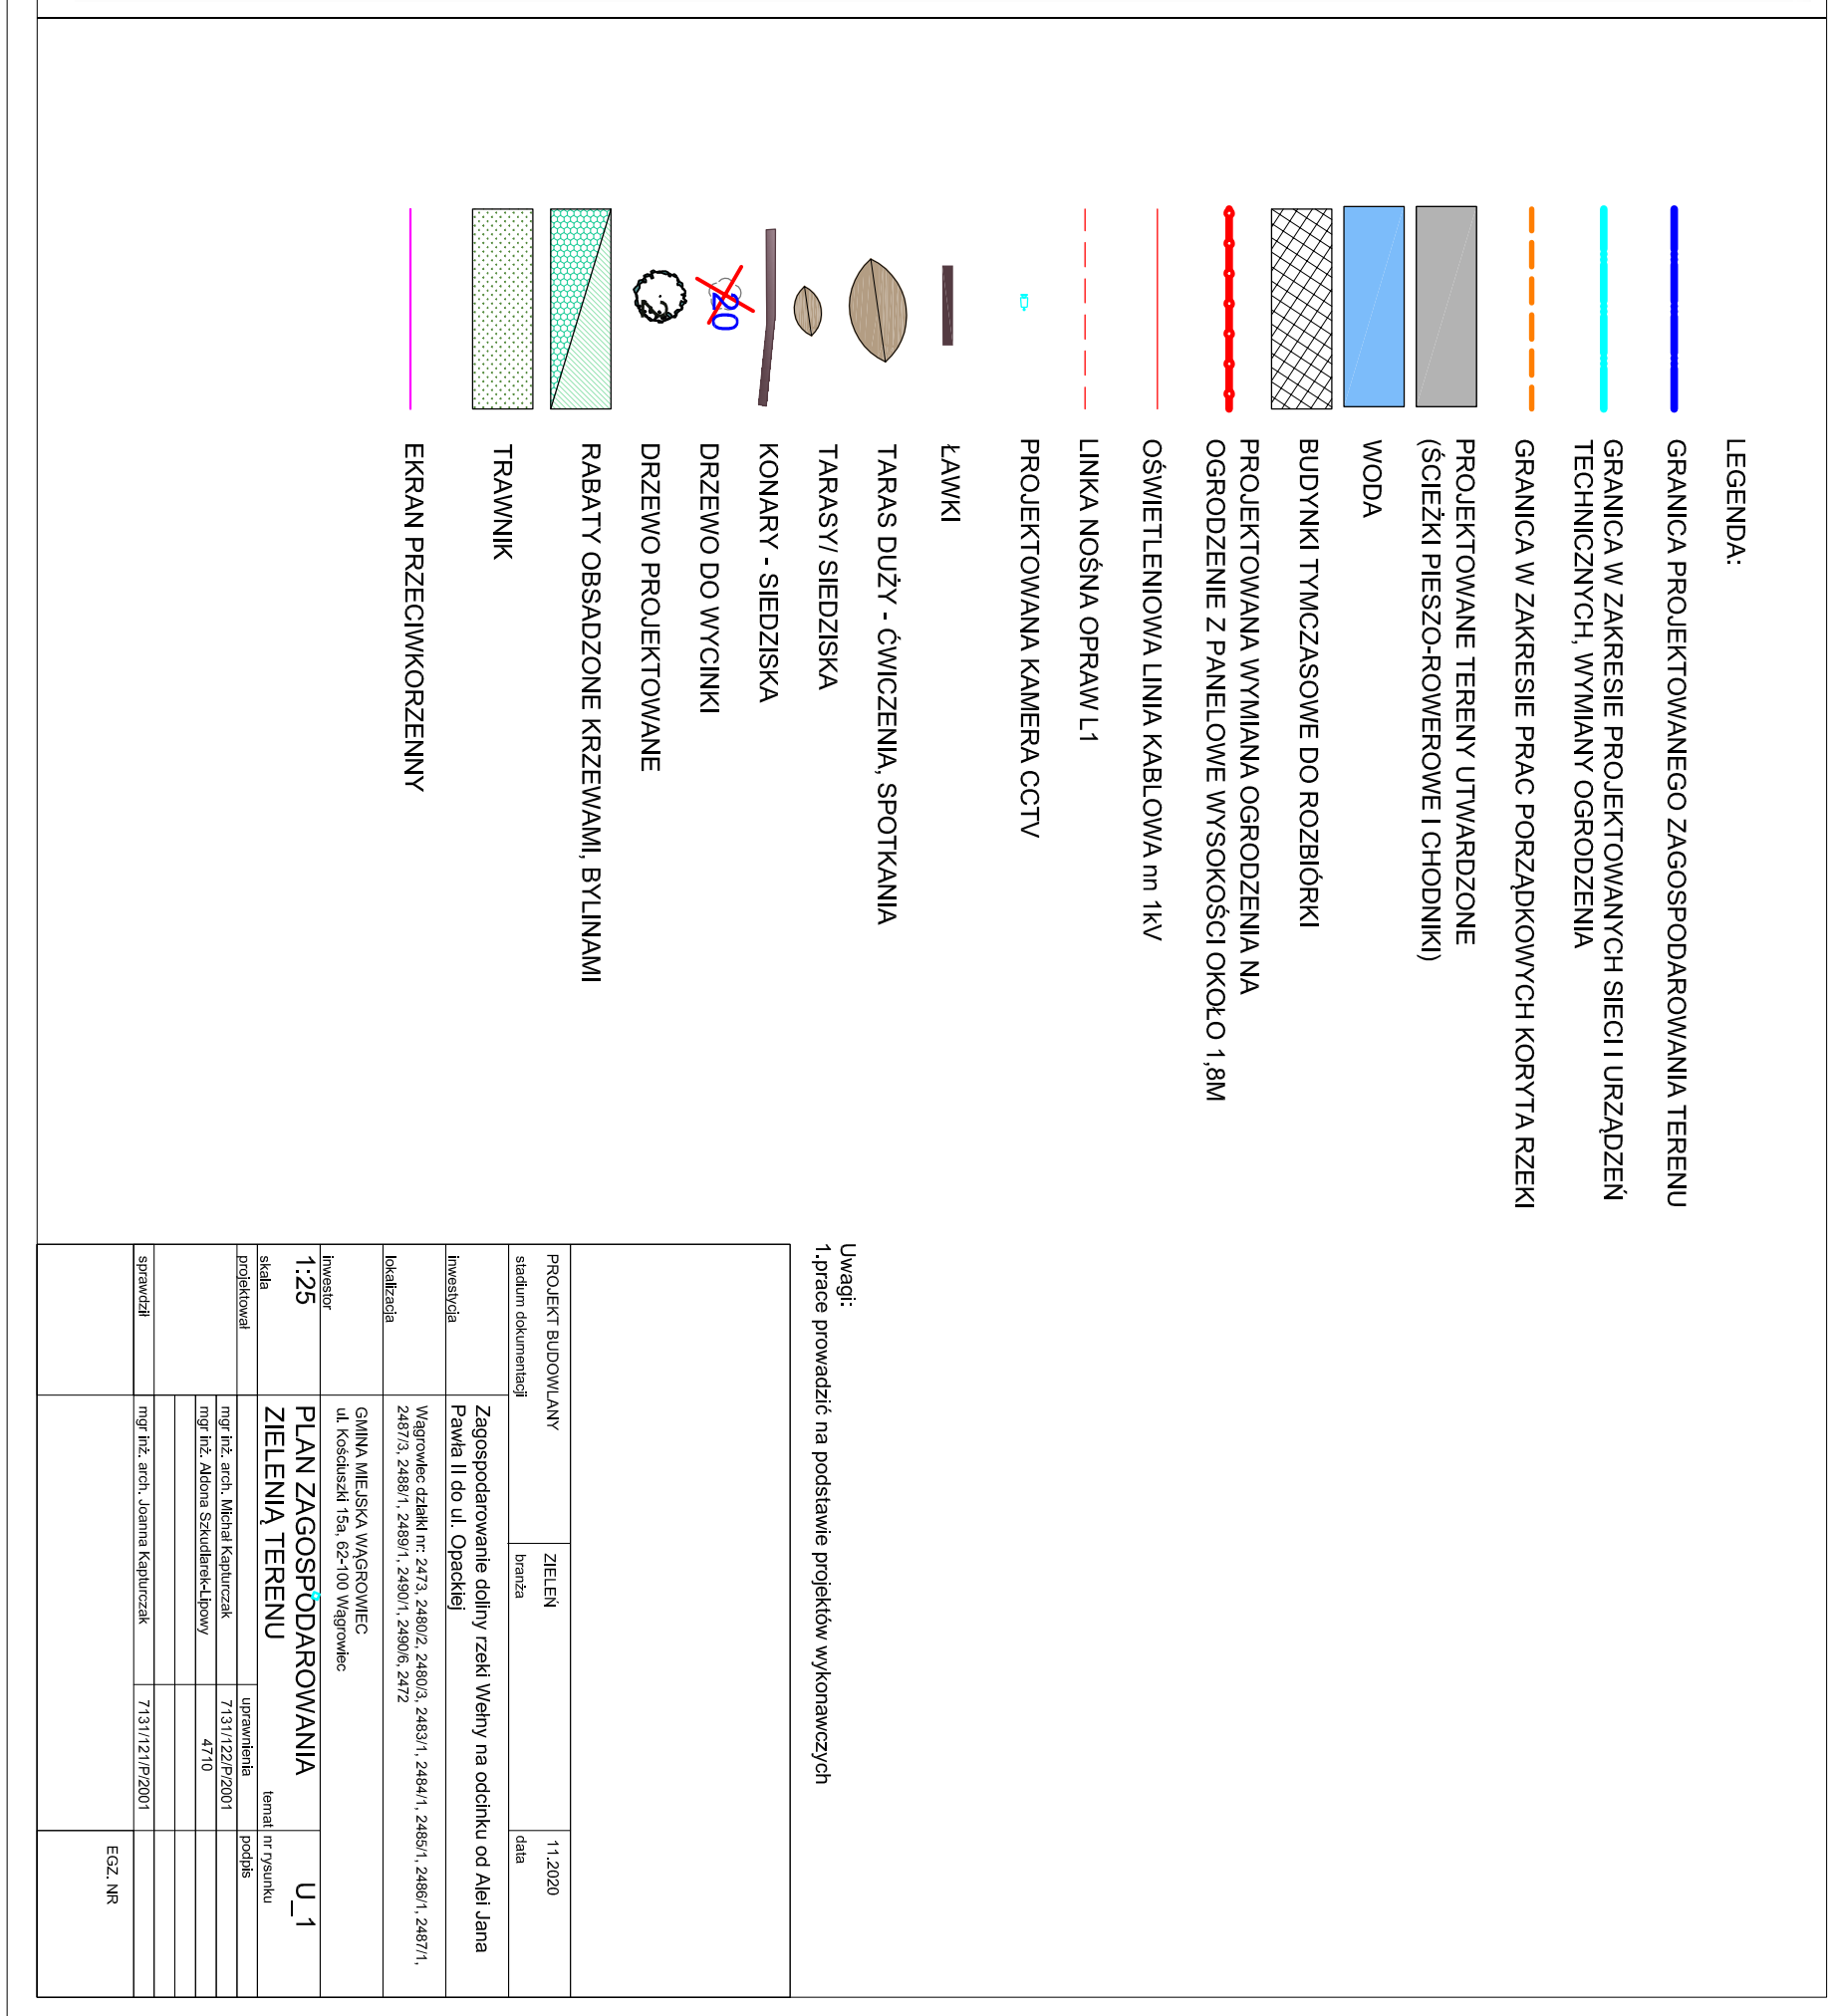 LEGENDA:
GRANICA PROJEKTOWANEGO ZAGOSPODAROWANIA TERENU
GRANICA W ZAKRESIE PROJEKTOWANYCH SIECI I URZĄDZEŃ
TECHNICZNYCH, WYMIANY OGRODZENIA
GRANICA W ZAKRESIE PRAC PORZĄDKOWYCH KORYTA RZEKI
PROJEKTOWANE TERENY UTWARDZONE
(ŚCIEŻKI PIESZO-ROWEROWE I CHODNIKI)
WODA
BUDYNKI TYMCZASOWE DO ROZBIÓRKI
PROJEKTOWANA WYMIANA OGRODZENIA NA
OGRODZENIE Z PANELOWE WYSOKOŚCI OKOŁO 1,8M
OŚWIETLENIOWA LINIA KABLOWA nn 1kV
LINKA NOŚNA OPRAW L1
PROJEKTOWANA KAMERA CCTV
ŁAWKI
TARAS DUŻY - ĆWICZENIA, SPOTKANIA
TARASY/ SIEDZISKA
KONARY - SIEDZISKA
20 DRZEWO DO WYCINKI
DRZEWO PROJEKTOWANE
RABATY OBSADZONE KRZEWAMI, BYLINAMI
TRAWNIK
EKRAN PRZECIWKORZENNY
Uwagi:
1.prace prowadzić na podstawie projektów wykonawczych
PROJEKT BUDOWLANY ZIELEŃ 11.2020
stadium dokumentacji branża data
Zagospodarowanie doliny rzeki Wełny na odcinku od Alei Jana
inwestycja Pawła II do ul. Opackiej
Wągrowiec działki nr: 2473, 2480/2, 2480/3, 2483/1, 2484/1, 2485/1, 2486/1, 2487/1,
2487/3, 2488/1, 2489/1, 2490/1, 2490/6, 2472
lokalizacja
GMINA MIEJSKA WĄGROWIEC
ul. Kościuszki 15a, 62-100 Wągrowiec
inwestor
1:25 PLAN ZAGOSPODAROWANIA U_1
skala ZIELENIĄ TERENU temat nr rysunku
projektował uprawnienia podpis
mgr inż. arch. Michał Kapturczak 7131/122/P/2001
mgr inż. Aldona Szkudlarek-Lipowy 4710
sprawdził mgr inż. arch. Joanna Kapturczak 7131/121/P/2001
EGZ. NR